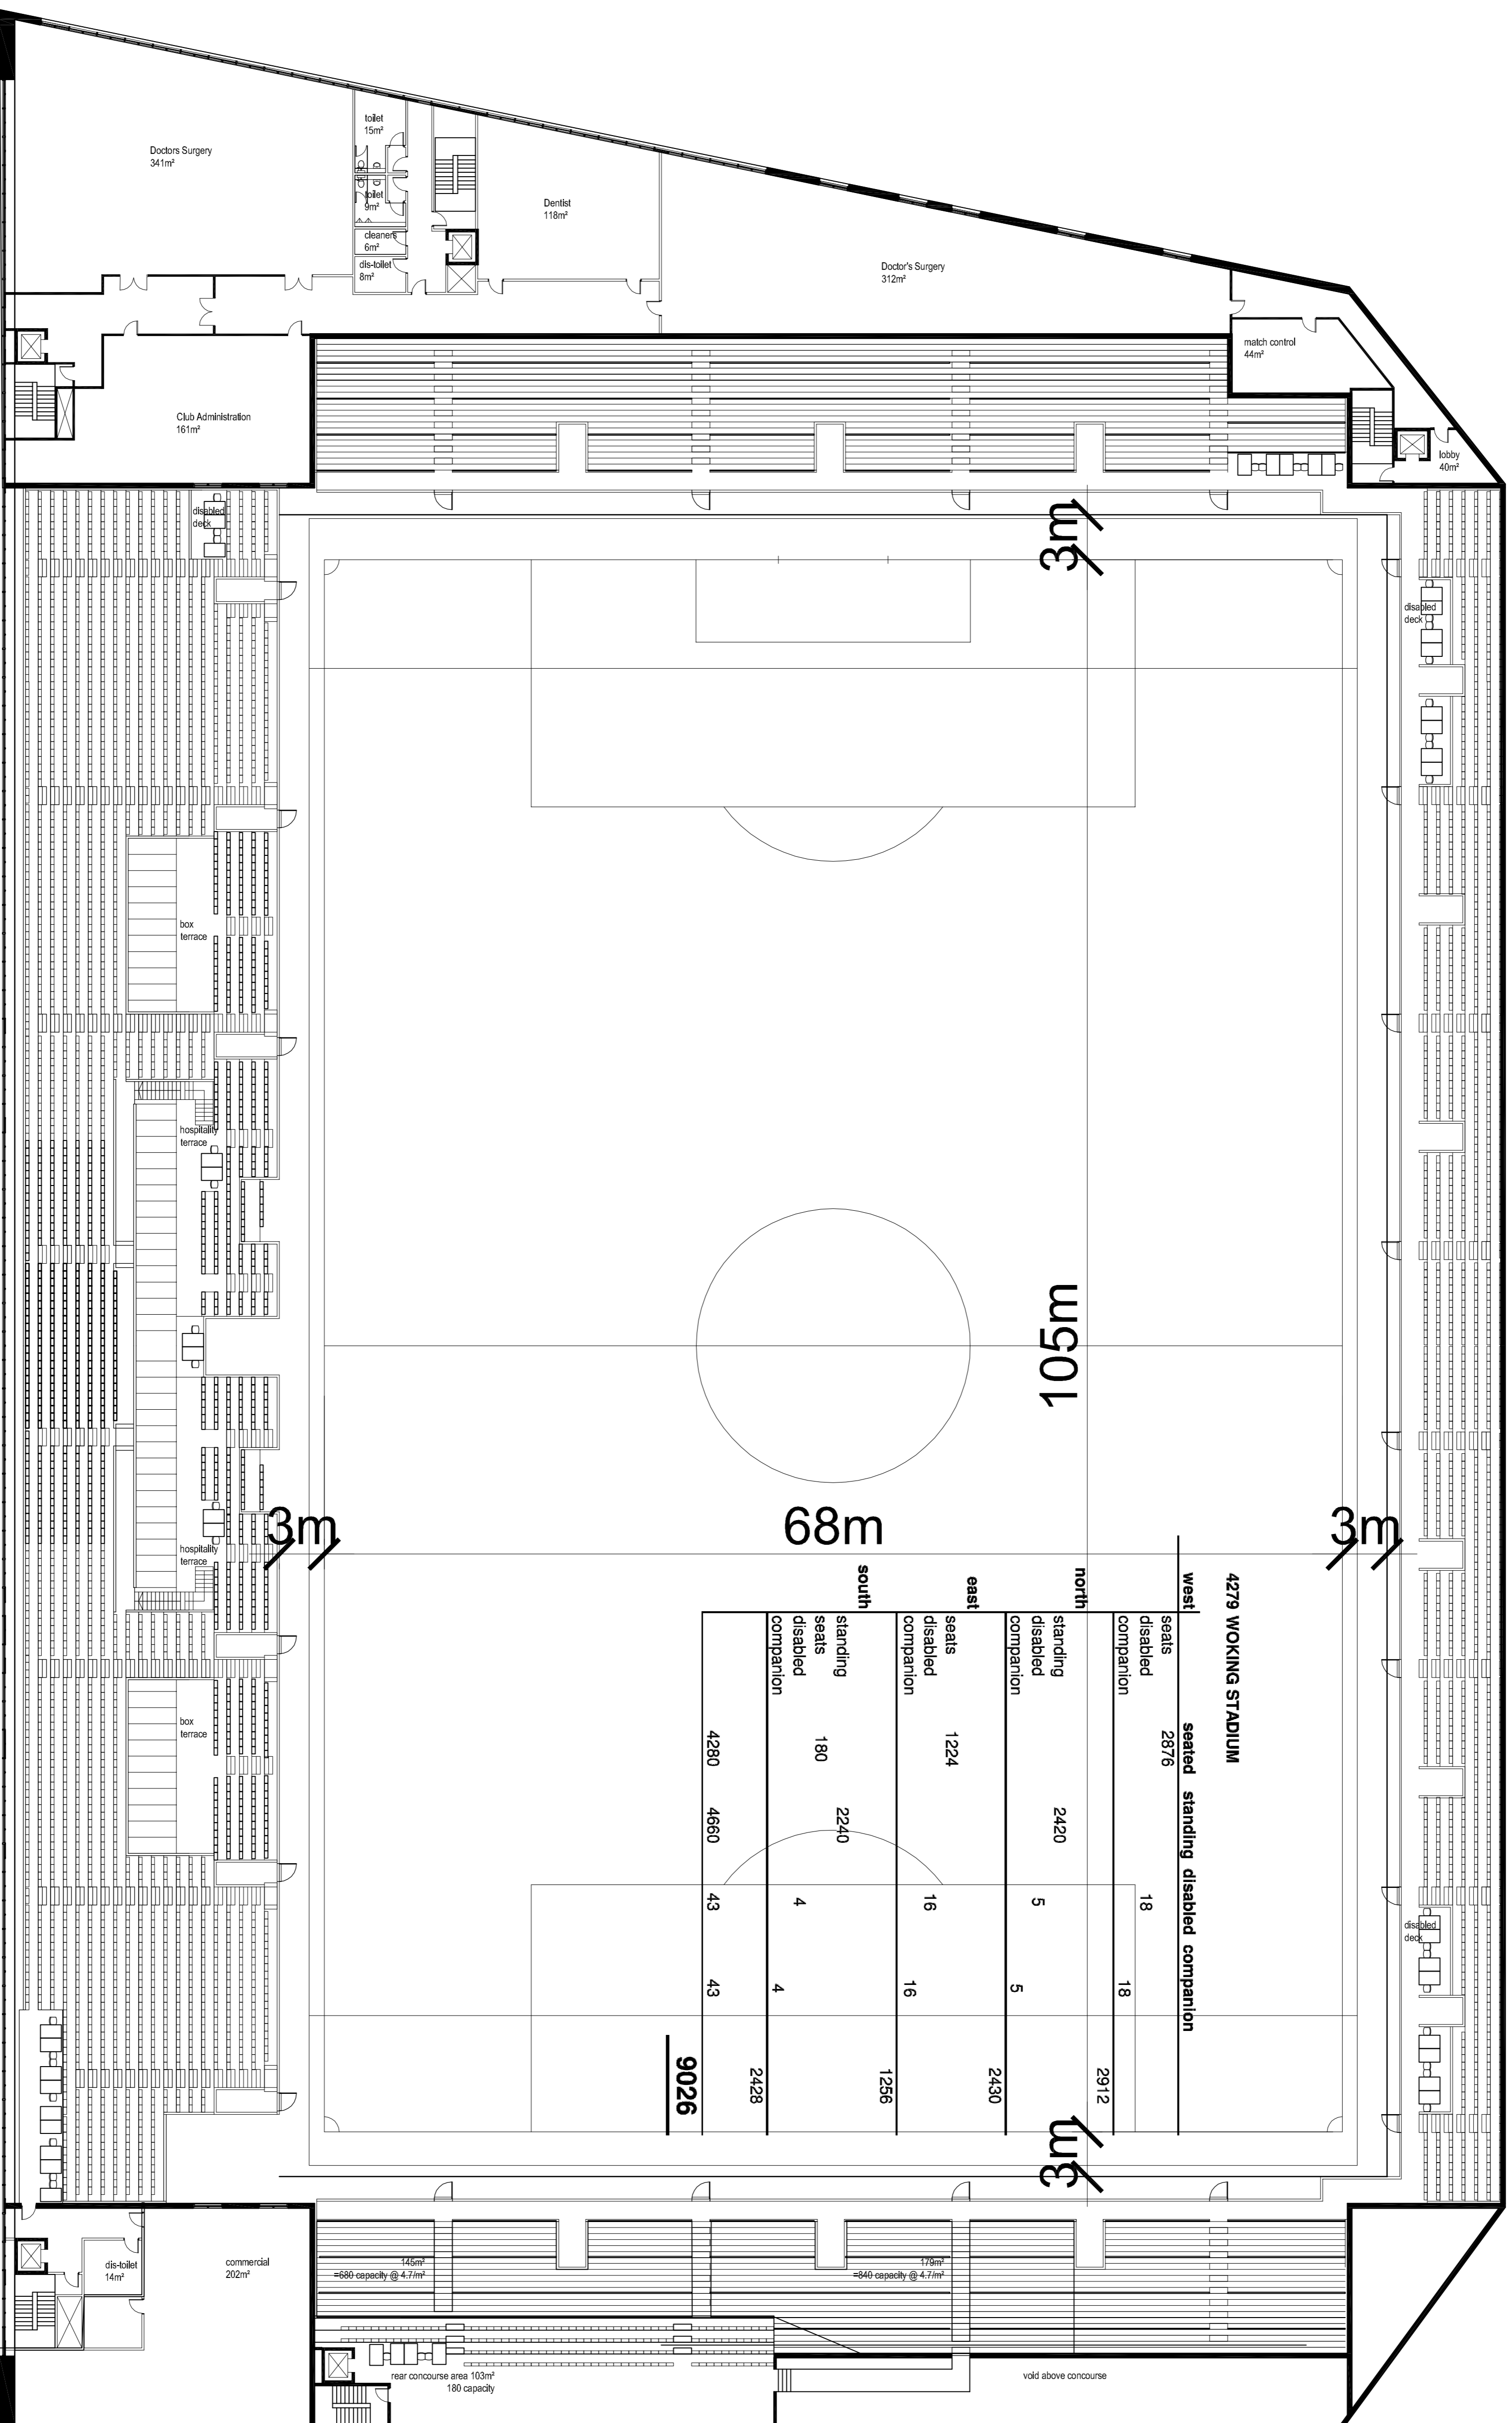 toilet
15m²
Doctors Surgery
341m²
toilet
9m²
Dentist
118m²
cleaners
6m²
dis-toilet
8m²
Doctor's Surgery
312m²
match control
44m²
Club Administration
161m²
lobby
40m²
disabled
deck
3m
disabled
deck
box
terrace
hospitality
terrace
105m
3m
68m
3m
hospitality
terrace
4279 WOKING STADIUM
seated standing disabled companion
west
seats 2876
disabled 18
companion 18 2912
north
standing 2420
disabled 5
companion 5 2430
east
seats 1224
disabled 16
companion 16 1256
south
standing 2240
seats 180
disabled 4
companion 4 2428
4280 4660 43 43
9026
box
terrace
disabled
deck
3m
dis-toilet
14m²
commercial
202m²
145m²
=680 capacity @ 4.7/m²
179m²
=840 capacity @ 4.7/m²
rear concourse area 103m²
180 capacity
void above concourse